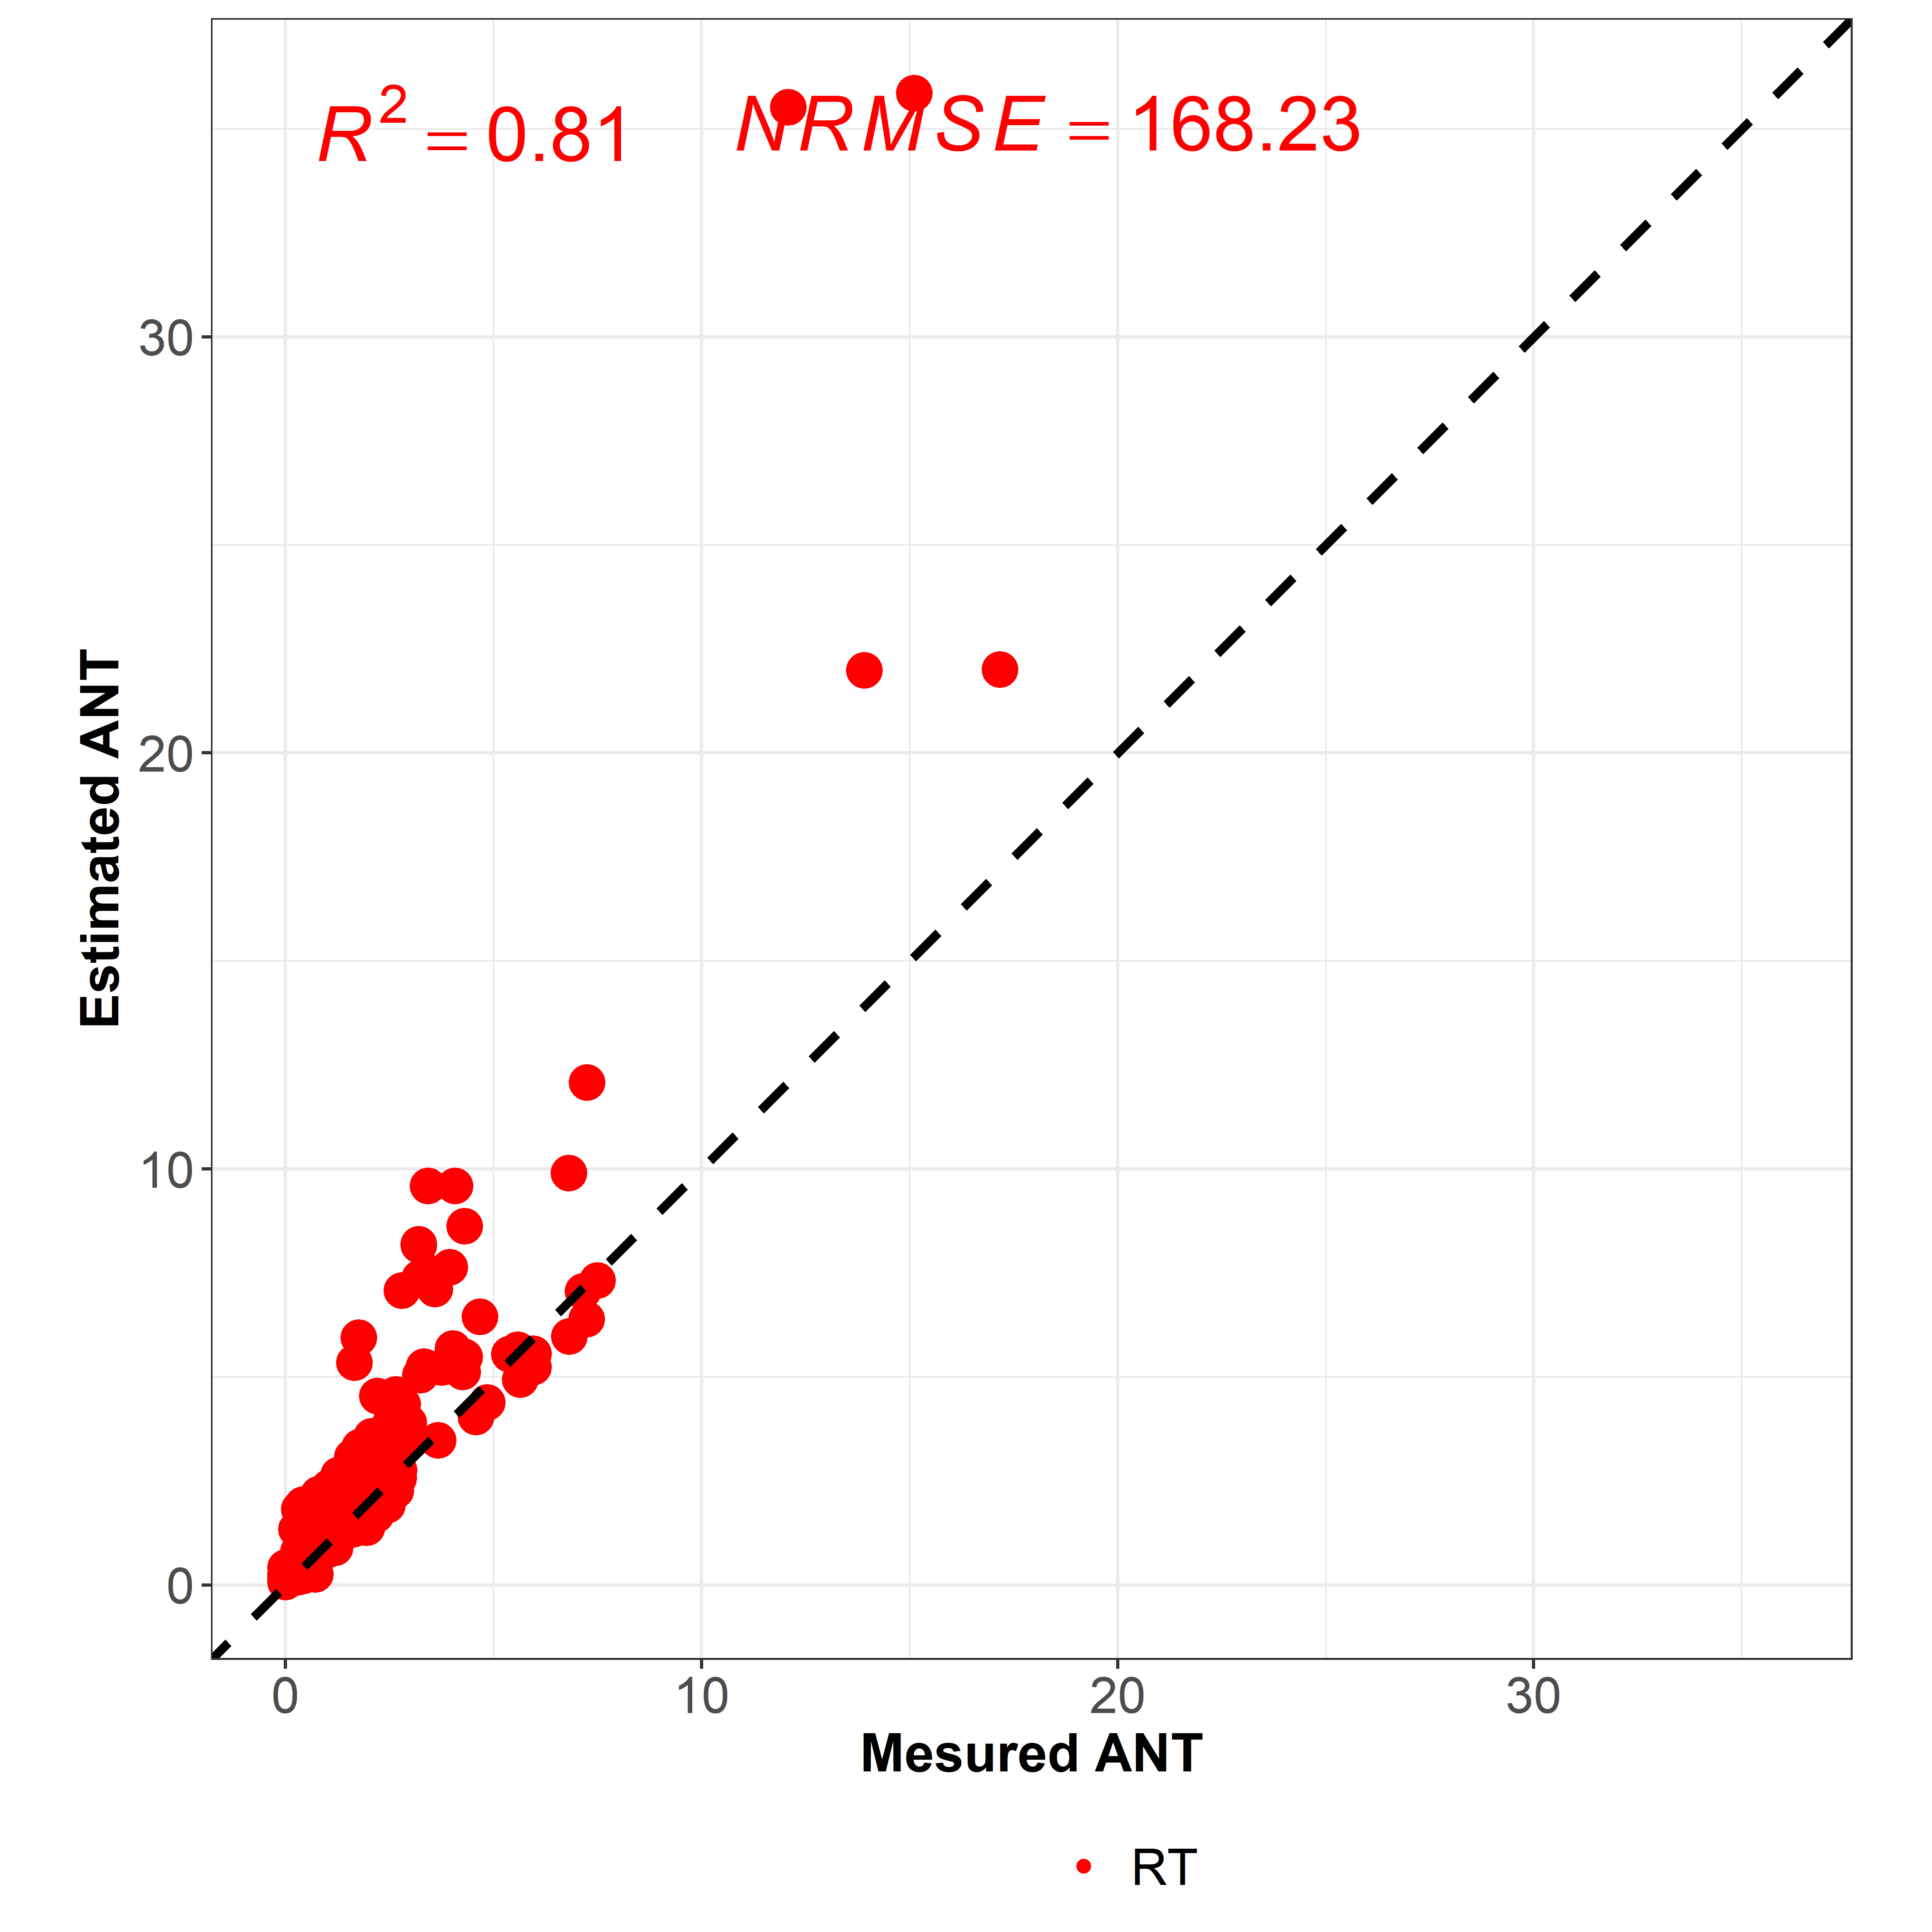 R² = 0.81 NRMSE = 168.23
30
20
10
0
Estimated ANT
0 10 20 30
Mesured ANT
RT